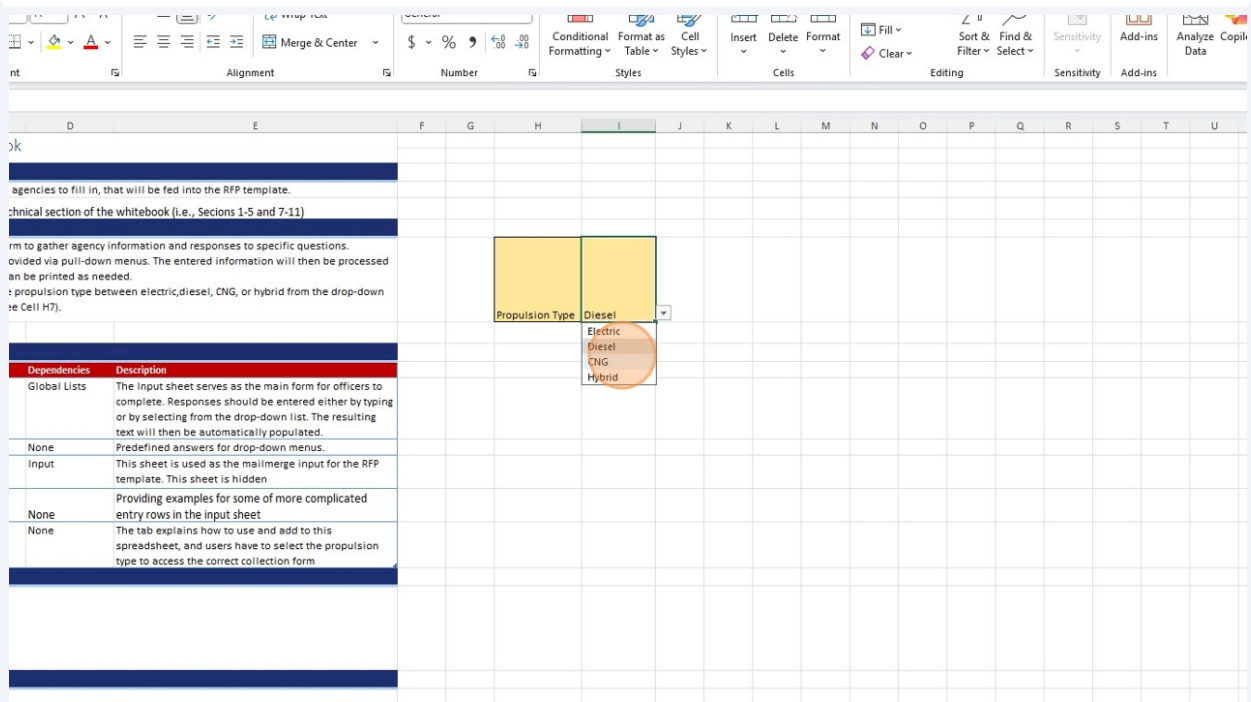 Wrap Text
General
Merge & Center
$ % 9
Conditional Formatting
Format as Table
Cell Styles
Insert
Delete
Format
Fill
Clear
Sort & Filter
Find & Select
Sensitivity
Add-ins
Analyze Data
Copil
nt
Alignment
Number
Styles
Cells
Editing
Sensitivity
Add-ins
D E F G H I J K L M N O P Q R S T U
ok
agencies to fill in, that will be fed into the RFP template.
chnical section of the whitebook (i.e., Secions 1-5 and 7-11)
rm to gather agency information and responses to specific questions.
ovided via pull-down menus. The entered information will then be processed
an be printed as needed.
e propulsion type between electric,diesel, CNG, or hybrid from the drop-down
ee Cell H7).
Propulsion Type Diesel
Electric
Diesel
CNG
Hybrid
Dependencies Description
Global Lists The Input sheet serves as the main form for officers to
complete. Responses should be entered either by typing
or by selecting from the drop-down list. The resulting
text will then be automatically populated.
None Predefined answers for drop-down menus.
Input This sheet is used as the mailmerge input for the RFP
template. This sheet is hidden
Providing examples for some of more complicated
None entry rows in the input sheet
None The tab explains how to use and add to this
spreadsheet, and users have to select the propulsion
type to access the correct collection form